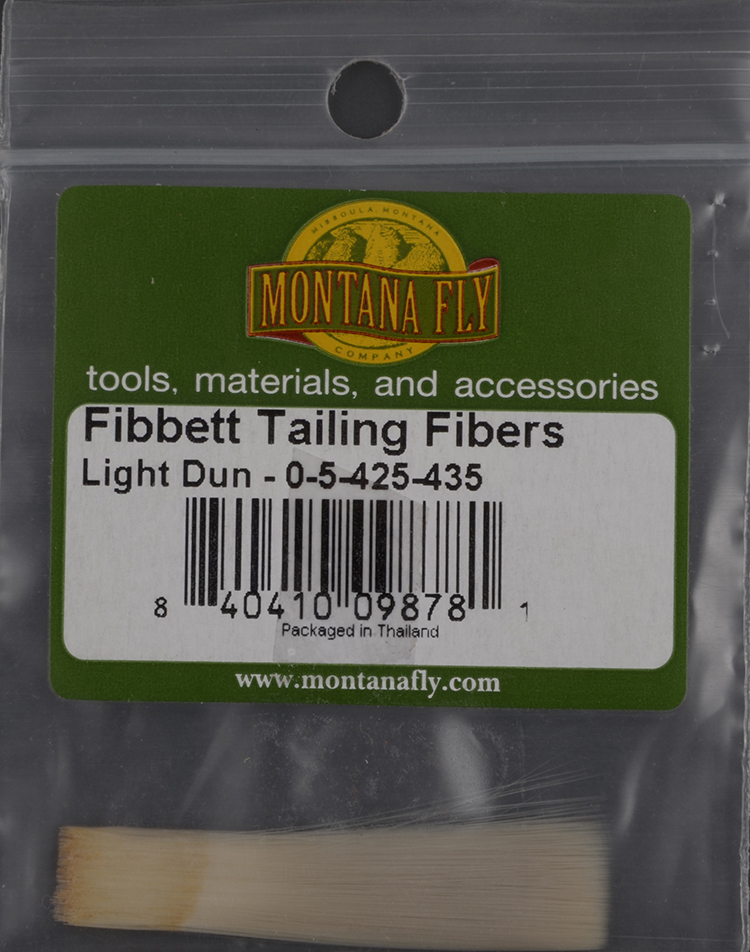 MISSOULA MONTANA
MONTANA FLY
COMPANY
tools, materials, and accessories
Fibbett Tailing Fibers
Light Dun - 0-5-425-435
8 40410 09878 1
Packaged in Thailand
www.montanafly.com